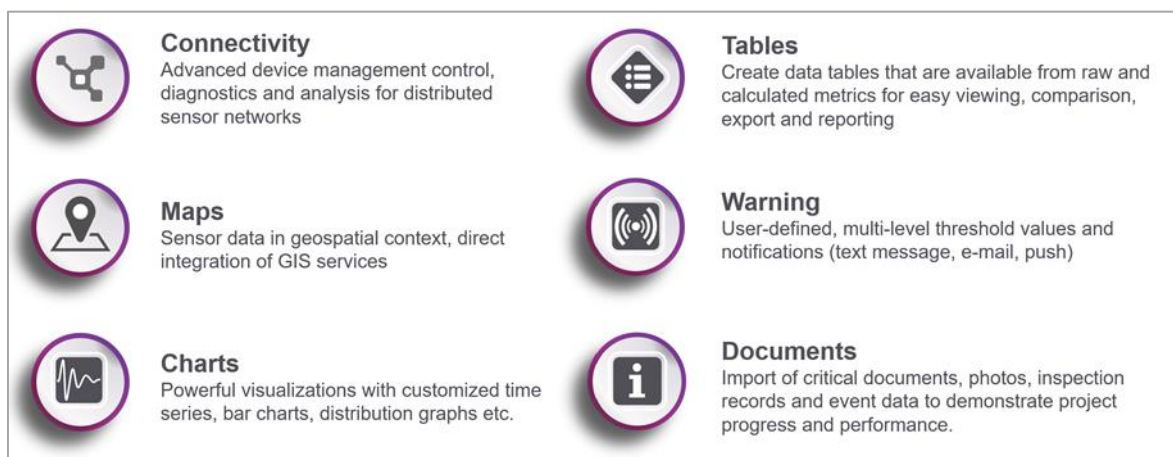 Connectivity
Advanced device management control,
diagnostics and analysis for distributed
sensor networks
Maps
Sensor data in geospatial context, direct
integration of GIS services
Charts
Powerful visualizations with customized time
series, bar charts, distribution graphs etc.
Tables
Create data tables that are available from raw and
calculated metrics for easy viewing, comparison,
export and reporting
Warning
User-defined, multi-level threshold values and
notifications (text message, e-mail, push)
Documents
Import of critical documents, photos, inspection
records and event data to demonstrate project
progress and performance.